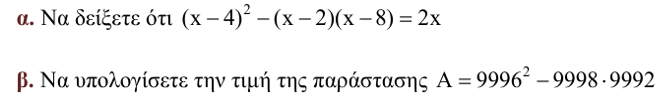 α. Να δείξετε ότι (x − 4)² − (x − 2)(x − 8) = 2x
β. Να υπολογίσετε την τιμή της παράστασης A = 9996² − 9998 · 9992